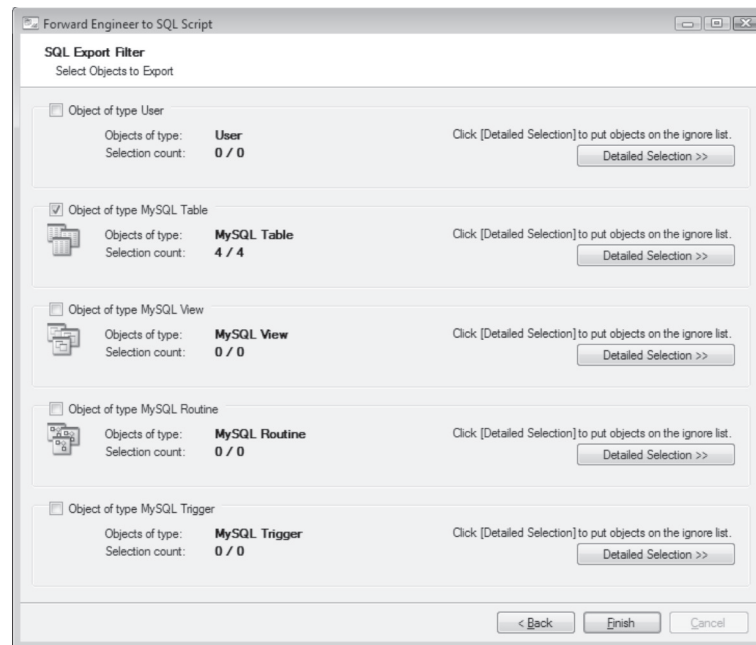 Forward Engineer to SQL Script
SQL Export Filter
Select Objects to Export
Object of type User
Objects of type: User
Selection count: 0 / 0
Click [Detailed Selection] to put objects on the ignore list.
Detailed Selection >>
Object of type MySQL Table
Objects of type: MySQL Table
Selection count: 4 / 4
Click [Detailed Selection] to put objects on the ignore list.
Detailed Selection >>
Object of type MySQL View
Objects of type: MySQL View
Selection count: 0 / 0
Click [Detailed Selection] to put objects on the ignore list.
Detailed Selection >>
Object of type MySQL Routine
Objects of type: MySQL Routine
Selection count: 0 / 0
Click [Detailed Selection] to put objects on the ignore list.
Detailed Selection >>
Object of type MySQL Trigger
Objects of type: MySQL Trigger
Selection count: 0 / 0
Click [Detailed Selection] to put objects on the ignore list.
Detailed Selection >>
< Back Finish Cancel